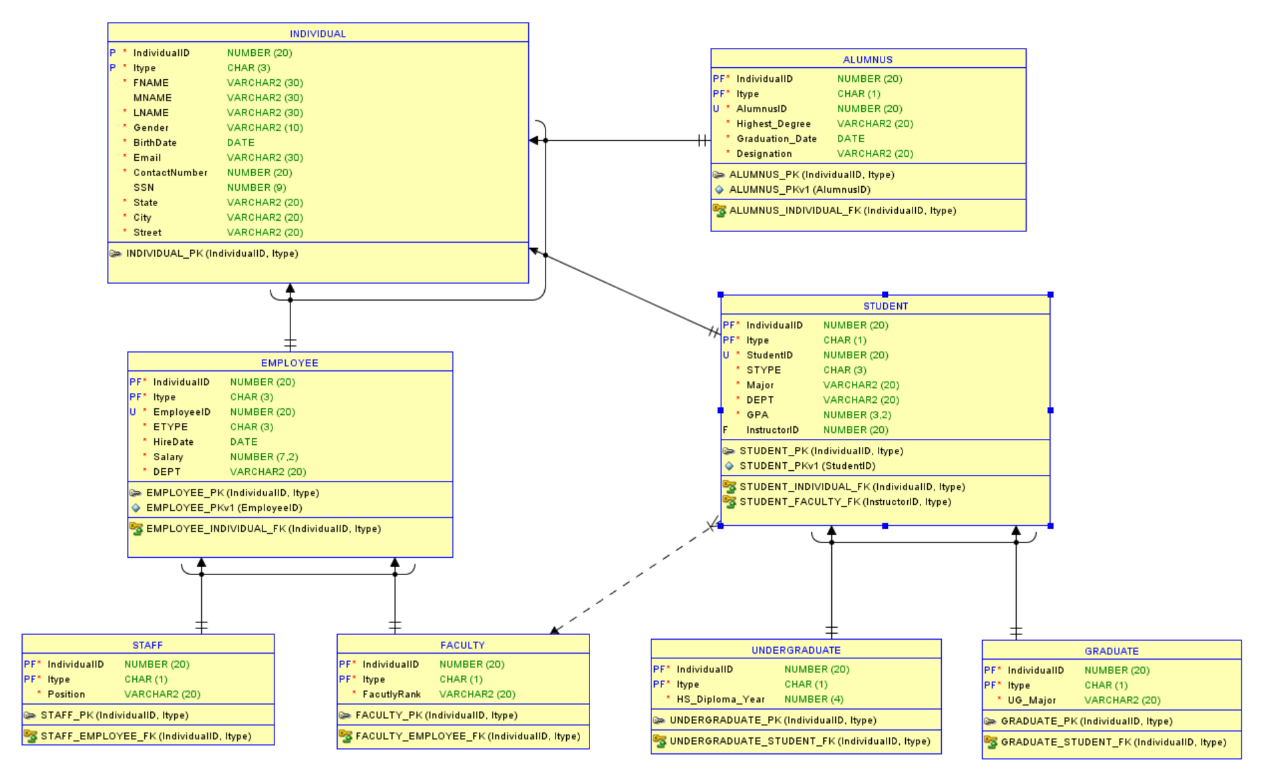 INDIVIDUAL
P * IndividualID NUMBER (20)
P * Itype CHAR (3)
* FNAME VARCHAR2 (30)
MNAME VARCHAR2 (30)
* LNAME VARCHAR2 (30)
* Gender VARCHAR2 (10)
* BirthDate DATE
* Email VARCHAR2 (30)
* ContactNumber NUMBER (20)
SSN NUMBER (9)
* State VARCHAR2 (20)
* City VARCHAR2 (20)
* Street VARCHAR2 (20)
INDIVIDUAL_PK (IndividualID, Itype)
ALUMNUS
PF* IndividualID NUMBER (20)
PF* Itype CHAR (1)
U * AlumnusID NUMBER (20)
* Highest_Degree VARCHAR2 (20)
* Graduation_Date DATE
* Designation VARCHAR2 (20)
ALUMNUS_PK (IndividualID, Itype)
ALUMNUS_PKv1 (AlumnusID)
ALUMNUS_INDIVIDUAL_FK (IndividualID, Itype)
STUDENT
PF* IndividualID NUMBER (20)
PF* Itype CHAR (1)
U * StudentID NUMBER (20)
* STYPE CHAR (3)
* Major VARCHAR2 (20)
* DEPT VARCHAR2 (20)
* GPA NUMBER (3,2)
F InstructorID NUMBER (20)
STUDENT_PK (IndividualID, Itype)
STUDENT_PKv1 (StudentID)
STUDENT_INDIVIDUAL_FK (IndividualID, Itype)
STUDENT_FACULTY_FK (InstructorID, Itype)
EMPLOYEE
PF* IndividualID NUMBER (20)
PF* Itype CHAR (3)
U * EmployeeID NUMBER (20)
* ETYPE CHAR (3)
* HireDate DATE
* Salary NUMBER (7,2)
* DEPT VARCHAR2 (20)
EMPLOYEE_PK (IndividualID, Itype)
EMPLOYEE_PKv1 (EmployeeID)
EMPLOYEE_INDIVIDUAL_FK (IndividualID, Itype)
STAFF
PF* IndividualID NUMBER (20)
PF* Itype CHAR (1)
* Position VARCHAR2 (20)
STAFF_PK (IndividualID, Itype)
STAFF_EMPLOYEE_FK (IndividualID, Itype)
FACULTY
PF* IndividualID NUMBER (20)
PF* Itype CHAR (1)
* FacutlyRank VARCHAR2 (20)
FACULTY_PK (IndividualID, Itype)
FACULTY_EMPLOYEE_FK (IndividualID, Itype)
UNDERGRADUATE
PF* IndividualID NUMBER (20)
PF* Itype CHAR (1)
* HS_Diploma_Year NUMBER (4)
UNDERGRADUATE_PK (IndividualID, Itype)
UNDERGRADUATE_STUDENT_FK (IndividualID, Itype)
GRADUATE
PF* IndividualID NUMBER (20)
PF* Itype CHAR (1)
* UG_Major VARCHAR2 (20)
GRADUATE_PK (IndividualID, Itype)
GRADUATE_STUDENT_FK (IndividualID, Itype)